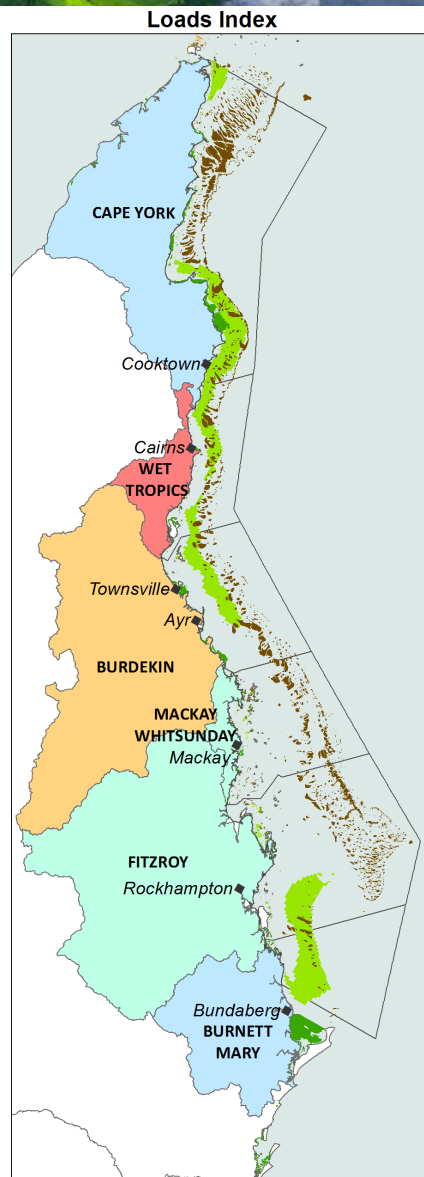 Loads Index
CAPE YORK
Cooktown
Cairns
WET
TROPICS
Townsville
Ayr
BURDEKIN
MACKAY
WHITSUNDAY
Mackay
FITZROY
Rockhampton
Bundaberg
BURNETT
MARY